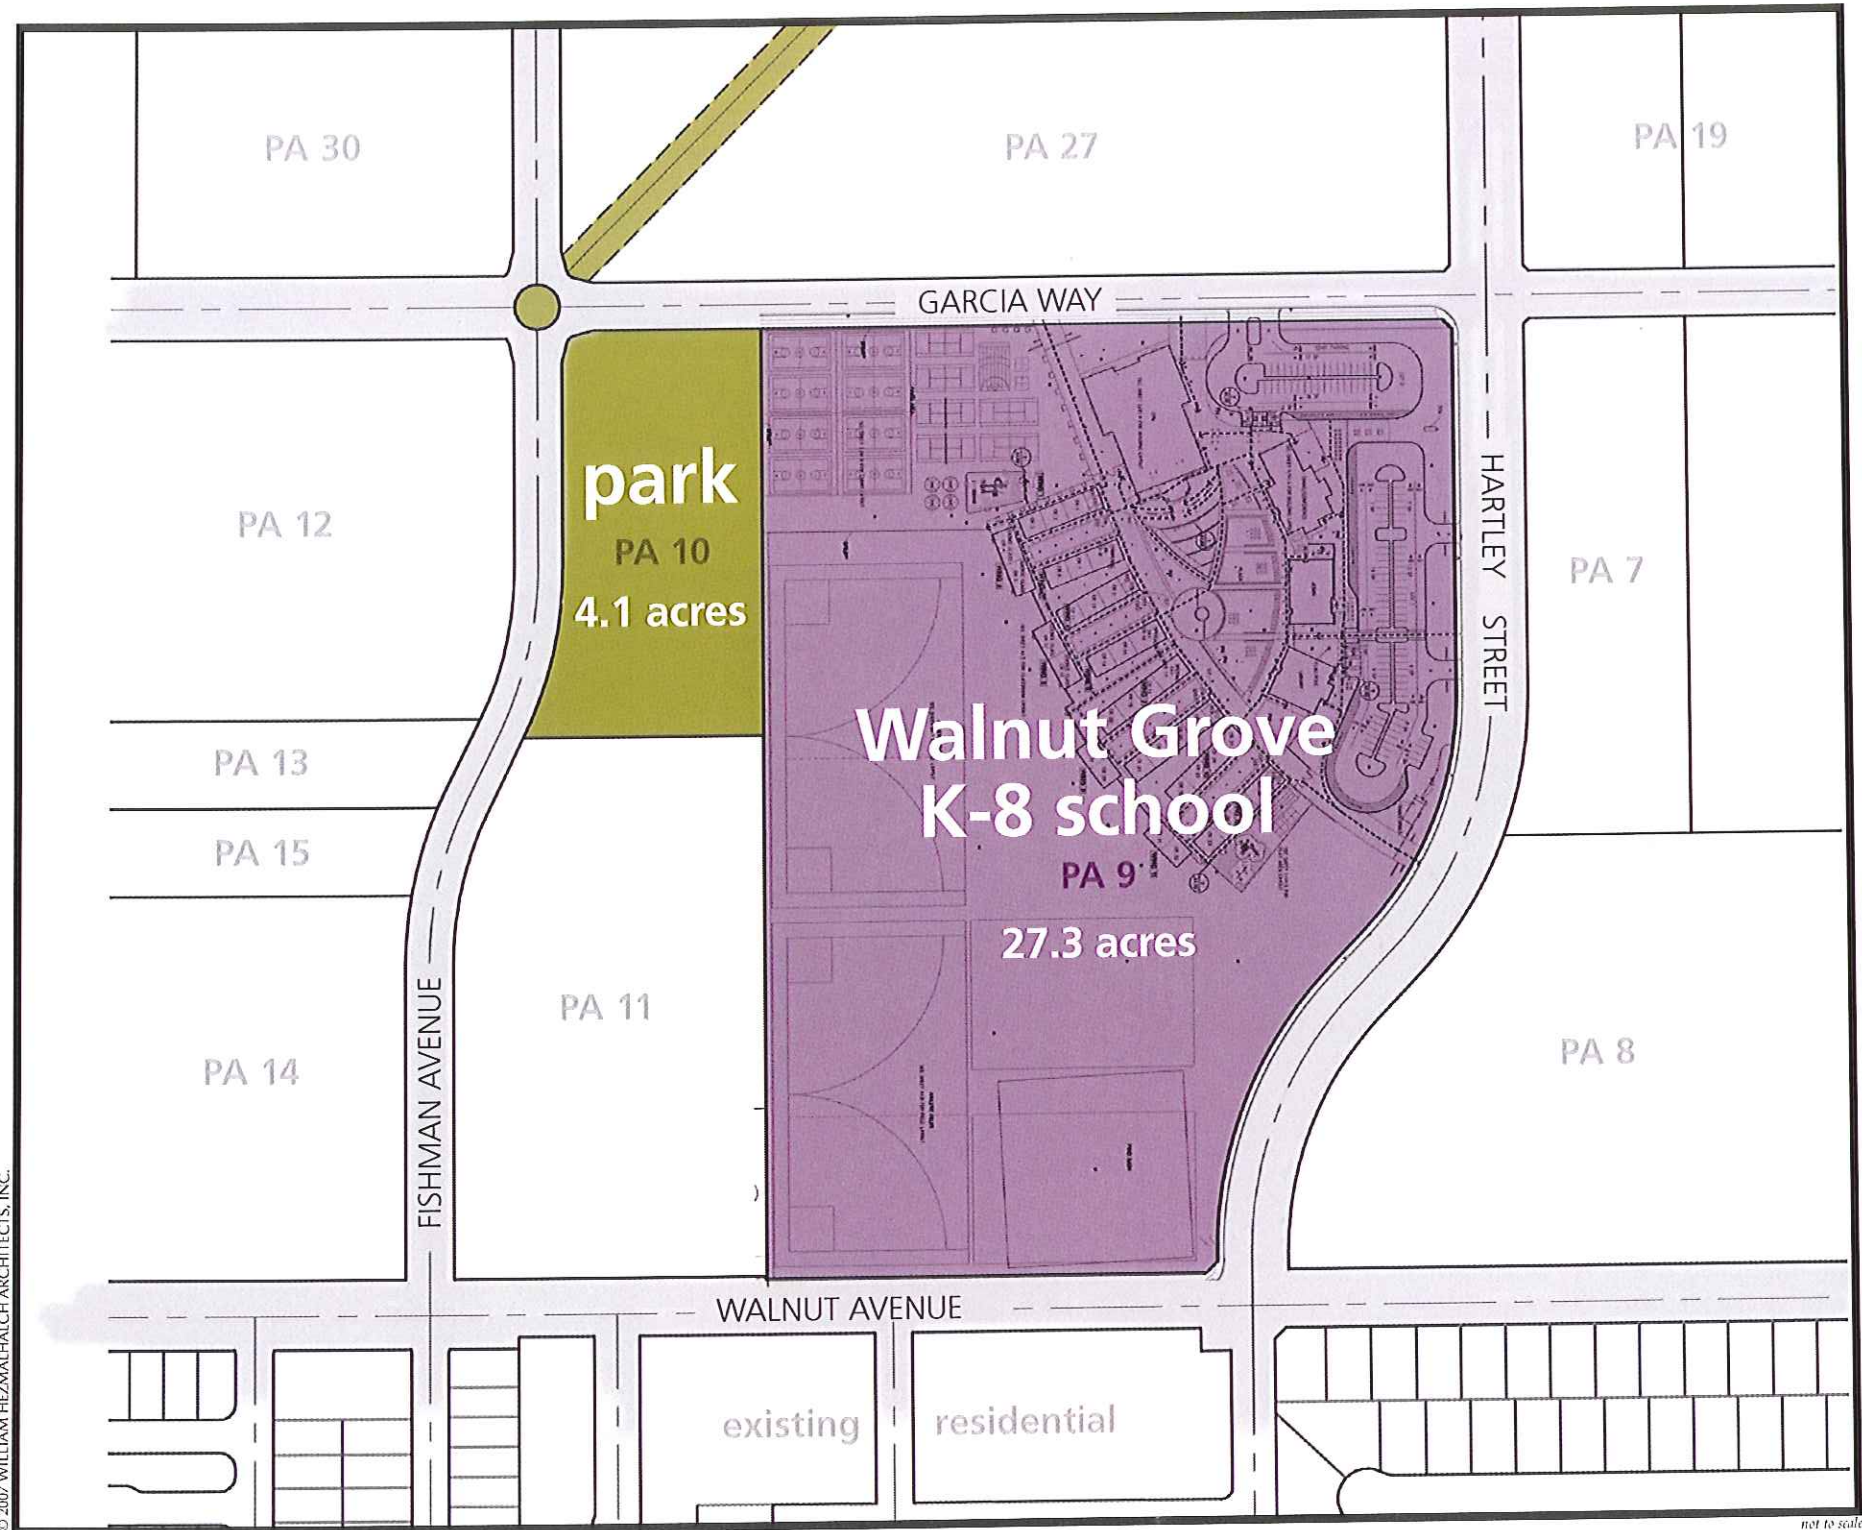 PA 30
PA 27
PA 19
GARCIA WAY
park
PA 10
4.1 acres
PA 12
HARTLEY STREET
PA 7
Walnut Grove
K-8 school
PA 9
27.3 acres
PA 13
PA 15
PA 14
FISHMAN AVENUE
PA 11
PA 8
WALNUT AVENUE
existing residential
© 2007 WILLIAM HEZMALHALCH ARCHITECTS, INC.
not to scale